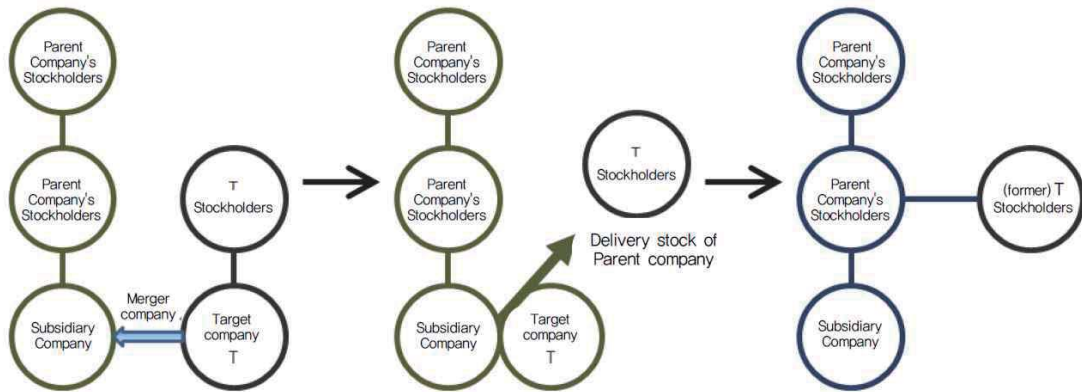 Parent
Company's
Stockholders
Parent
Company's
Stockholders
Subsidiary
Company
Merger
company
T
Stockholders
Target
company
T
Parent
Company's
Stockholders
Parent
Company's
Stockholders
Subsidiary
Company
Target
company
T
T
Stockholders
Delivery stock of
Parent company
Parent
Company's
Stockholders
Parent
Company's
Stockholders
(former) T
Stockholders
Subsidiary
Company